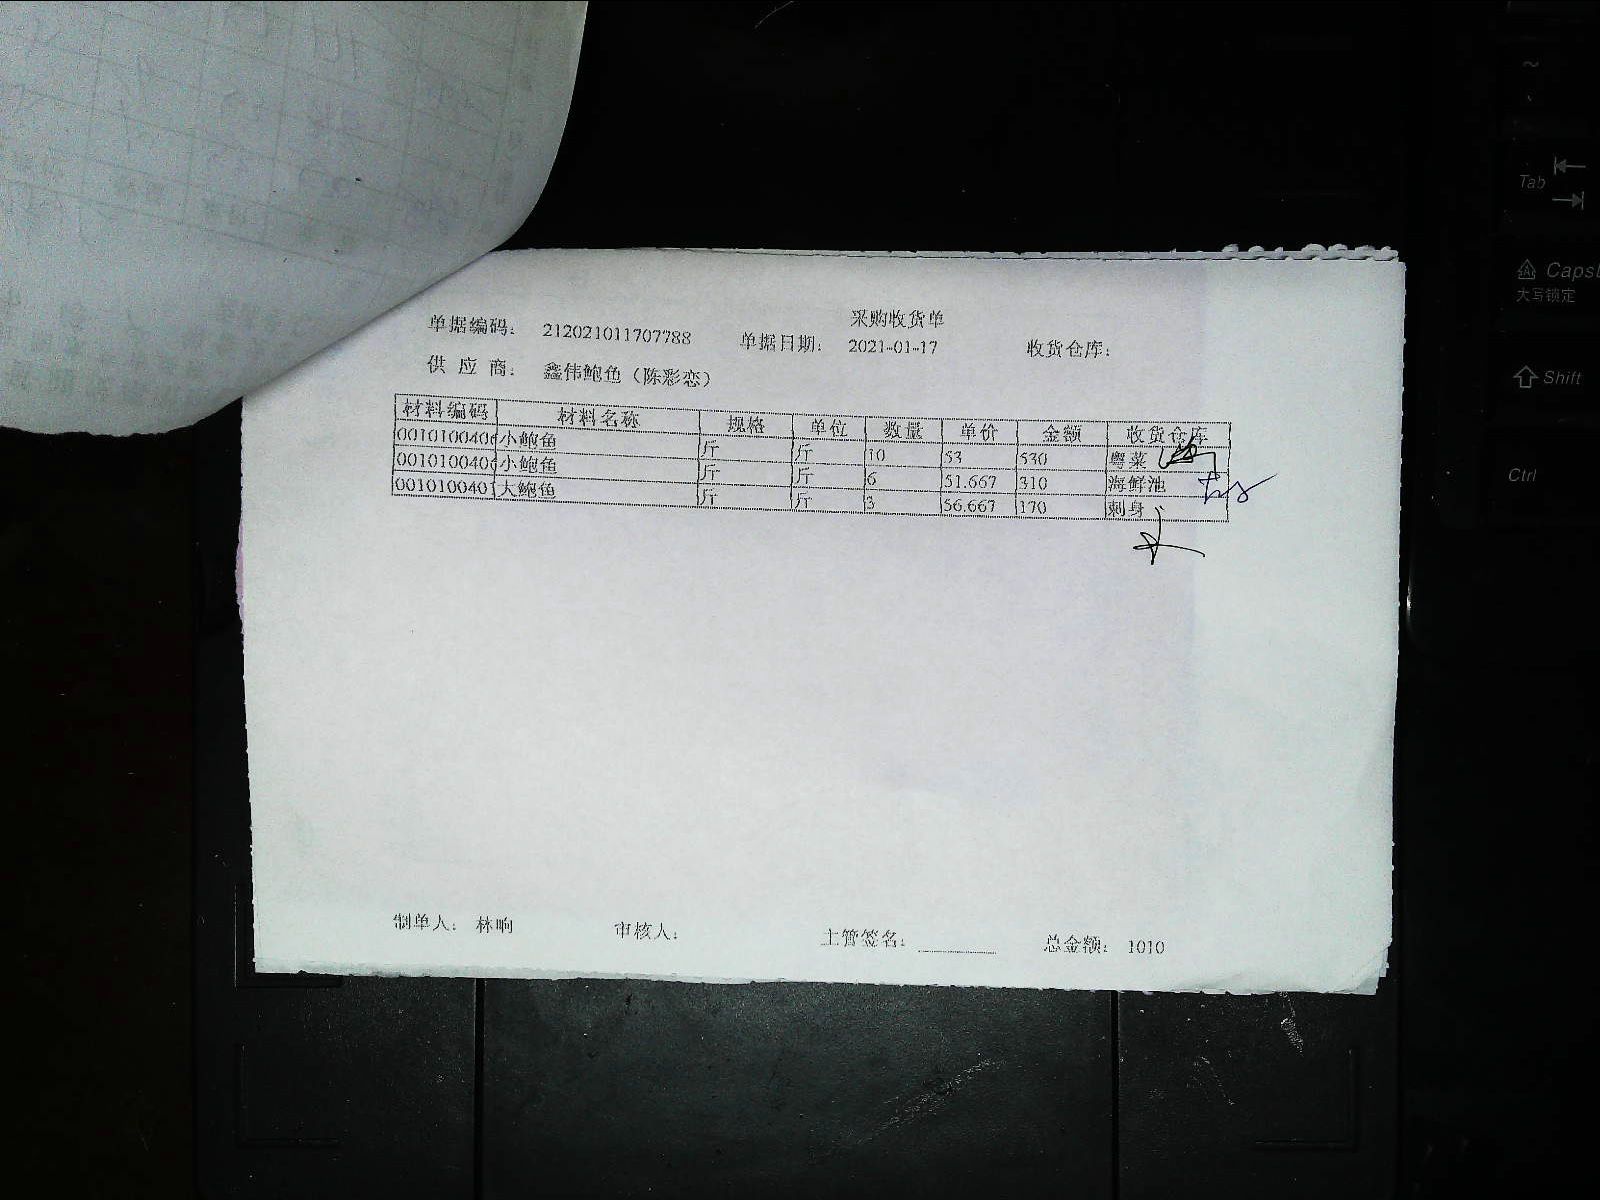 采购收货单
单据编码: 212021011707788 单据日期: 2021-01-17 收货仓库:
供 应 商: 鑫伟鲍鱼（陈彩恋）
材料编码 材料名称 规格 单位 数量 单价 金额 收货仓库
0010100406 小鲍鱼 斤 斤 10 53 530 粤菜
0010100406 小鲍鱼 斤 斤 6 51.667 310 海鲜池
0010100401 大鲍鱼 斤 斤 3 56.667 170 刺身
制单人: 林响 审核人: 主管签名: 总金额: 1010
~
Tab
Caps
大写锁定
Shift
Ctrl